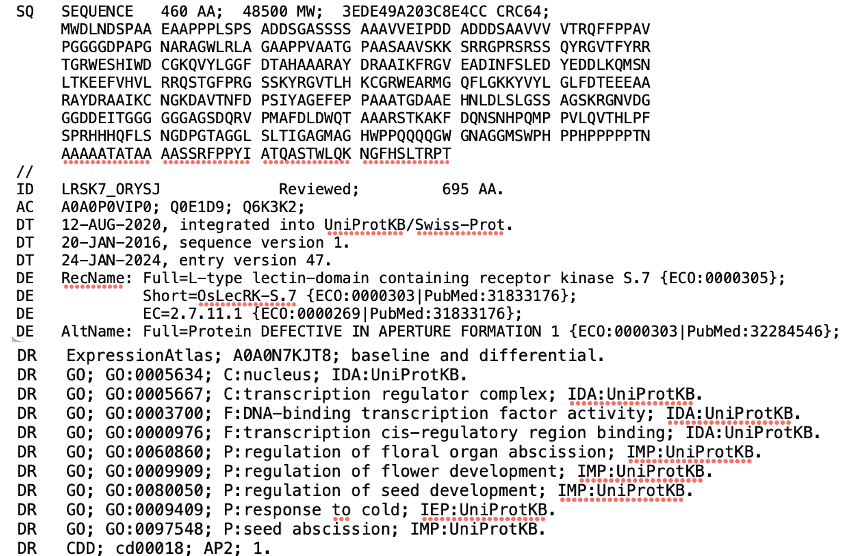 SQ   SEQUENCE   460 AA;  48500 MW;  3EDE49A203C8E4CC CRC64;
     MWDLNDSPAA EAAPPPLSPS ADDSGASSSS AAAVVEIPDD ADDDSAAVVV VTRQFFPPAV
     PGGGGDPAPG NARAGWLRLA GAAPPVAATG PAASAAVSKK SRRGPRSRSS QYRGVTFYRR
     TGRWESHIWD CGKQVYLGGF DTAHAAARAY DRAAIKFRGV EADINFSLED YEDDLKQMSN
     LTKEEFVHVL RRQSTGFPRG SSKYRGVTLH KCGRWEARMG QFLGKKYVYL GLFDTEEEAA
     RAYDRAAIKC NGKDAVTNFD PSIYAGEFEP PAAATGDAAE HNLDLSLGSS AGSKRGNVDG
     GGDDEITGGG GGGAGSDQRV PMAFDLDWQT AAARSTKAKF DQNSNHPQMP PVLQVTHLPF
     SPRHHHQFLS NGDPGTAGGL SLTIGAGMAG HWPPQQQQGW GNAGGMSWPH PPHPPPPPTN
     AAAAATATAA AASSRFPPYI ATQASTWLQK NGFHSLTRPT
//
ID   LRSK7_ORYSJ             Reviewed;         695 AA.
AC   A0A0P0VIP0; Q0E1D9; Q6K3K2;
DT   12-AUG-2020, integrated into UniProtKB/Swiss-Prot.
DT   20-JAN-2016, sequence version 1.
DT   24-JAN-2024, entry version 47.
DE   RecName: Full=L-type lectin-domain containing receptor kinase S.7 {ECO:0000305};
DE            Short=OsLecRK-S.7 {ECO:0000303|PubMed:31833176};
DE            EC=2.7.11.1 {ECO:0000269|PubMed:31833176};
DE   AltName: Full=Protein DEFECTIVE IN APERTURE FORMATION 1 {ECO:0000303|PubMed:32284546};
DR   ExpressionAtlas; A0A0N7KJT8; baseline and differential.
DR   GO; GO:0005634; C:nucleus; IDA:UniProtKB.
DR   GO; GO:0005667; C:transcription regulator complex; IDA:UniProtKB.
DR   GO; GO:0003700; F:DNA-binding transcription factor activity; IDA:UniProtKB.
DR   GO; GO:0000976; F:transcription cis-regulatory region binding; IDA:UniProtKB.
DR   GO; GO:0060860; P:regulation of floral organ abscission; IMP:UniProtKB.
DR   GO; GO:0009909; P:regulation of flower development; IMP:UniProtKB.
DR   GO; GO:0080050; P:regulation of seed development; IMP:UniProtKB.
DR   GO; GO:0009409; P:response to cold; IEP:UniProtKB.
DR   GO; GO:0097548; P:seed abscission; IMP:UniProtKB.
DR   CDD; cd00018; AP2; 1.